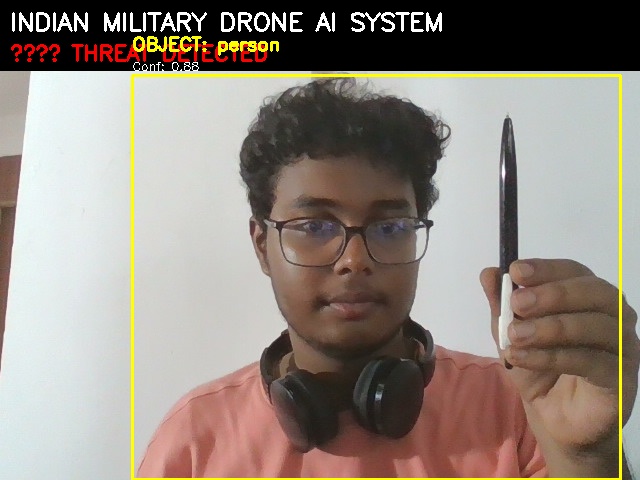 INDIAN MILITARY DRONE AI SYSTEM
OBJECT: person
???? THREAT DETECTED
Conf: 0.88